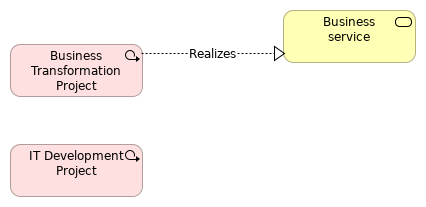 Business
service
Business
Transformation
Project
Realizes
IT Development
Project